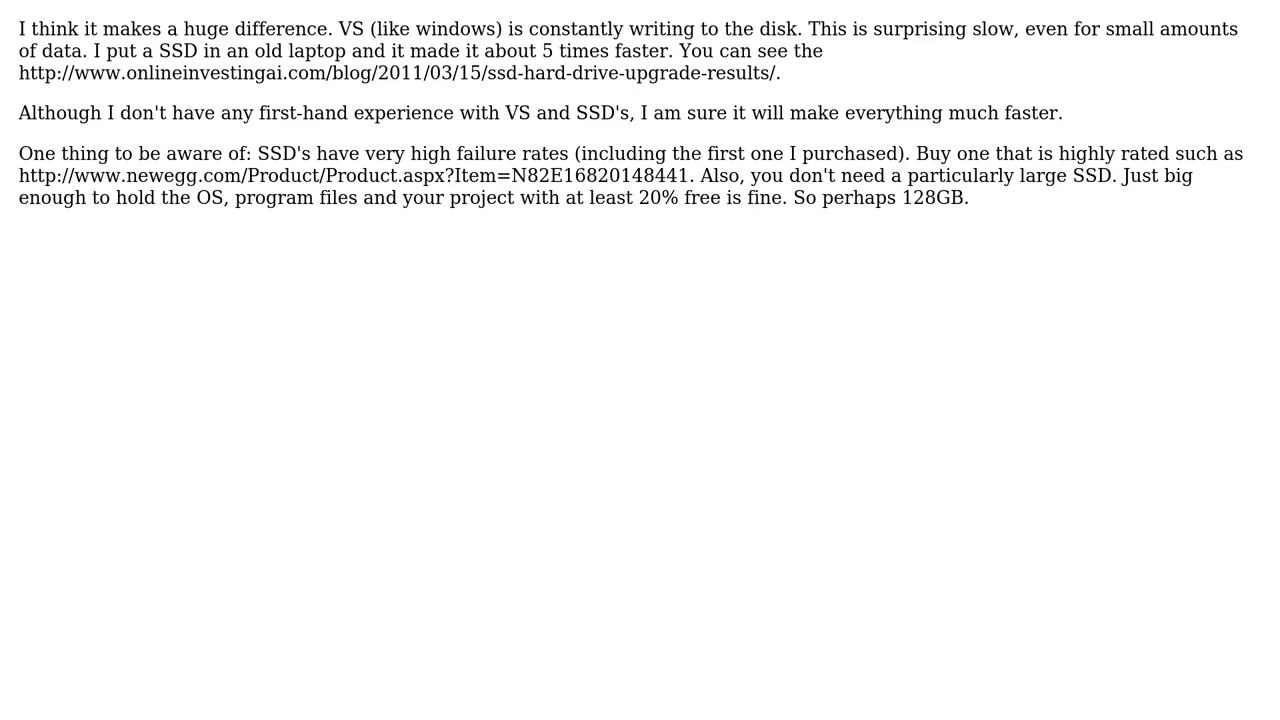 I think it makes a huge difference. VS (like windows) is constantly writing to the disk. This is surprising slow, even for small amounts
of data. I put a SSD in an old laptop and it made it about 5 times faster. You can see the
http://www.onlineinvestingai.com/blog/2011/03/15/ssd-hard-drive-upgrade-results/.
Although I don't have any first-hand experience with VS and SSD's, I am sure it will make everything much faster.
One thing to be aware of: SSD's have very high failure rates (including the first one I purchased). Buy one that is highly rated such as
http://www.newegg.com/Product/Product.aspx?Item=N82E16820148441. Also, you don't need a particularly large SSD. Just big
enough to hold the OS, program files and your project with at least 20% free is fine. So perhaps 128GB.